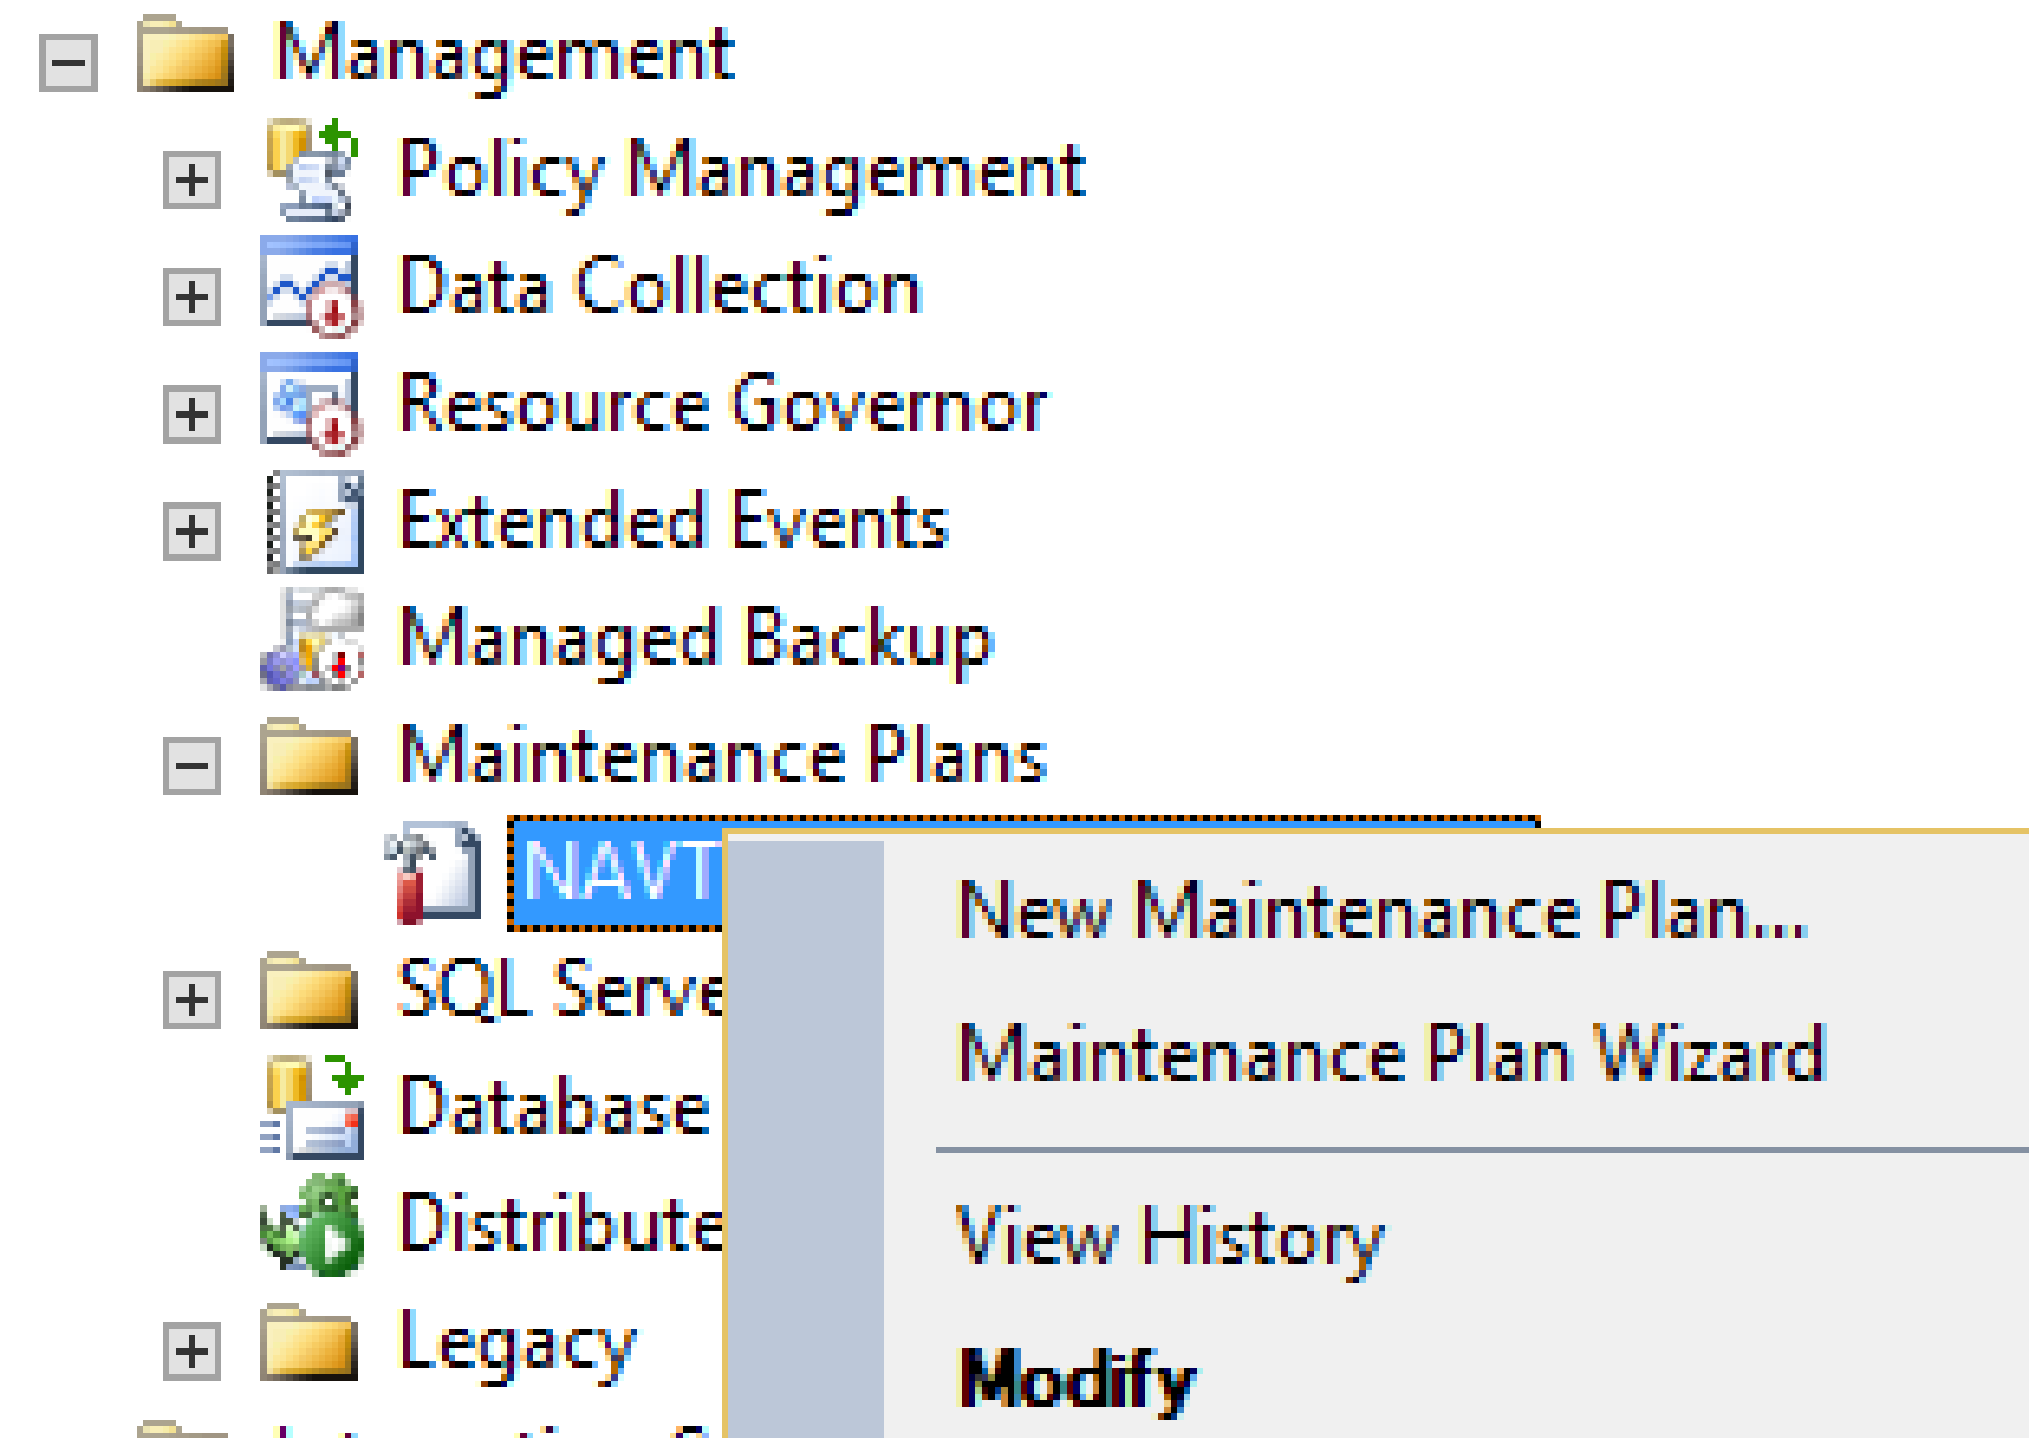 Management
Policy Management
Data Collection
Resource Governor
Extended Events
Managed Backup
Maintenance Plans
NAVT
SQL Serve
Database
Distribute
Legacy
New Maintenance Plan...
Maintenance Plan Wizard
View History
Modify